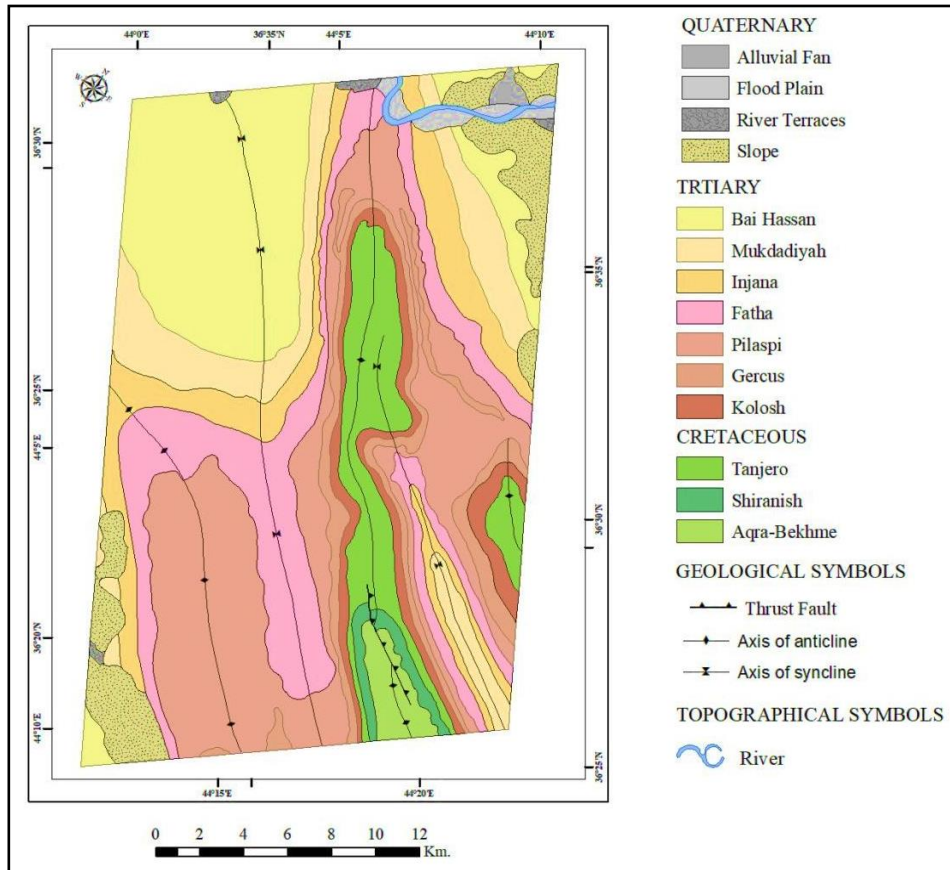 44°0'E 36°35'N 44°5'E 44°10'E
N
W
E
S
36°30'N
36°35'N
36°25'N
44°5'E
36°30'N
36°20'N
44°10'E
36°25'N
44°15'E 44°20'E
0 2 4 6 8 10 12
Km.
QUATERNARY
Alluvial Fan
Flood Plain
River Terraces
Slope
TRTIARY
Bai Hassan
Mukdadiyah
Injana
Fatha
Pilaspi
Gercus
Kolosh
CRETACEOUS
Tanjero
Shiranish
Aqra-Bekhme
GEOLOGICAL SYMBOLS
Thrust Fault
Axis of anticline
Axis of syncline
TOPOGRAPHICAL SYMBOLS
River